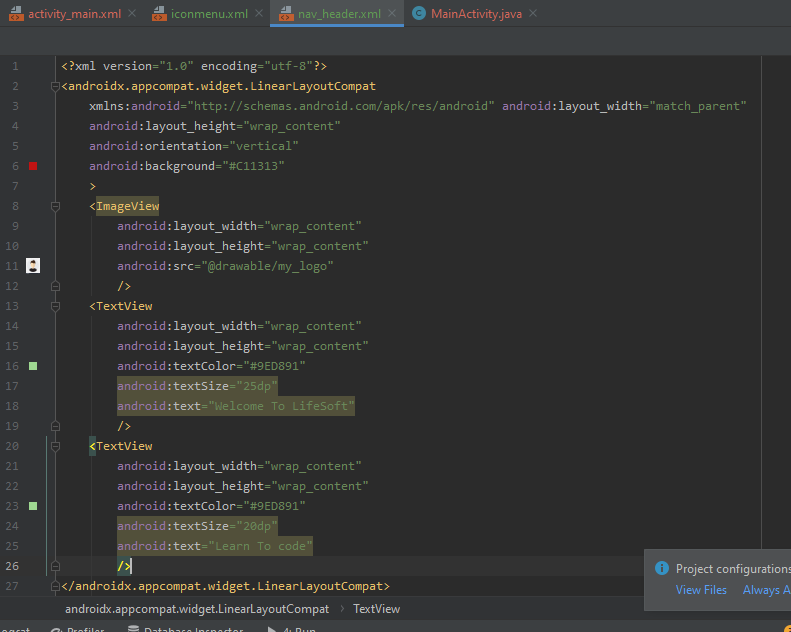 activity_main.xml iconmenu.xml nav_header.xml MainActivity.java
1 <?xml version="1.0" encoding="utf-8"?>
2 <androidx.appcompat.widget.LinearLayoutCompat
3 xmlns:android="http://schemas.android.com/apk/res/android" android:layout_width="match_parent"
4 android:layout_height="wrap_content"
5 android:orientation="vertical"
6 android:background="#C11313"
7 >
8 <ImageView
9 android:layout_width="wrap_content"
10 android:layout_height="wrap_content"
11 android:src="@drawable/my_logo"
12 />
13 <TextView
14 android:layout_width="wrap_content"
15 android:layout_height="wrap_content"
16 android:textColor="#9ED891"
17 android:textSize="25dp"
18 android:text="Welcome To LifeSoft"
19 />
20 <TextView
21 android:layout_width="wrap_content"
22 android:layout_height="wrap_content"
23 android:textColor="#9ED891"
24 android:textSize="20dp"
25 android:text="Learn To code"
26 />
27 </androidx.appcompat.widget.LinearLayoutCompat>
Project configurations
View Files Always A
androidx.appcompat.widget.LinearLayoutCompat › TextView
ogcat Profiler Database Inspector 4: Run